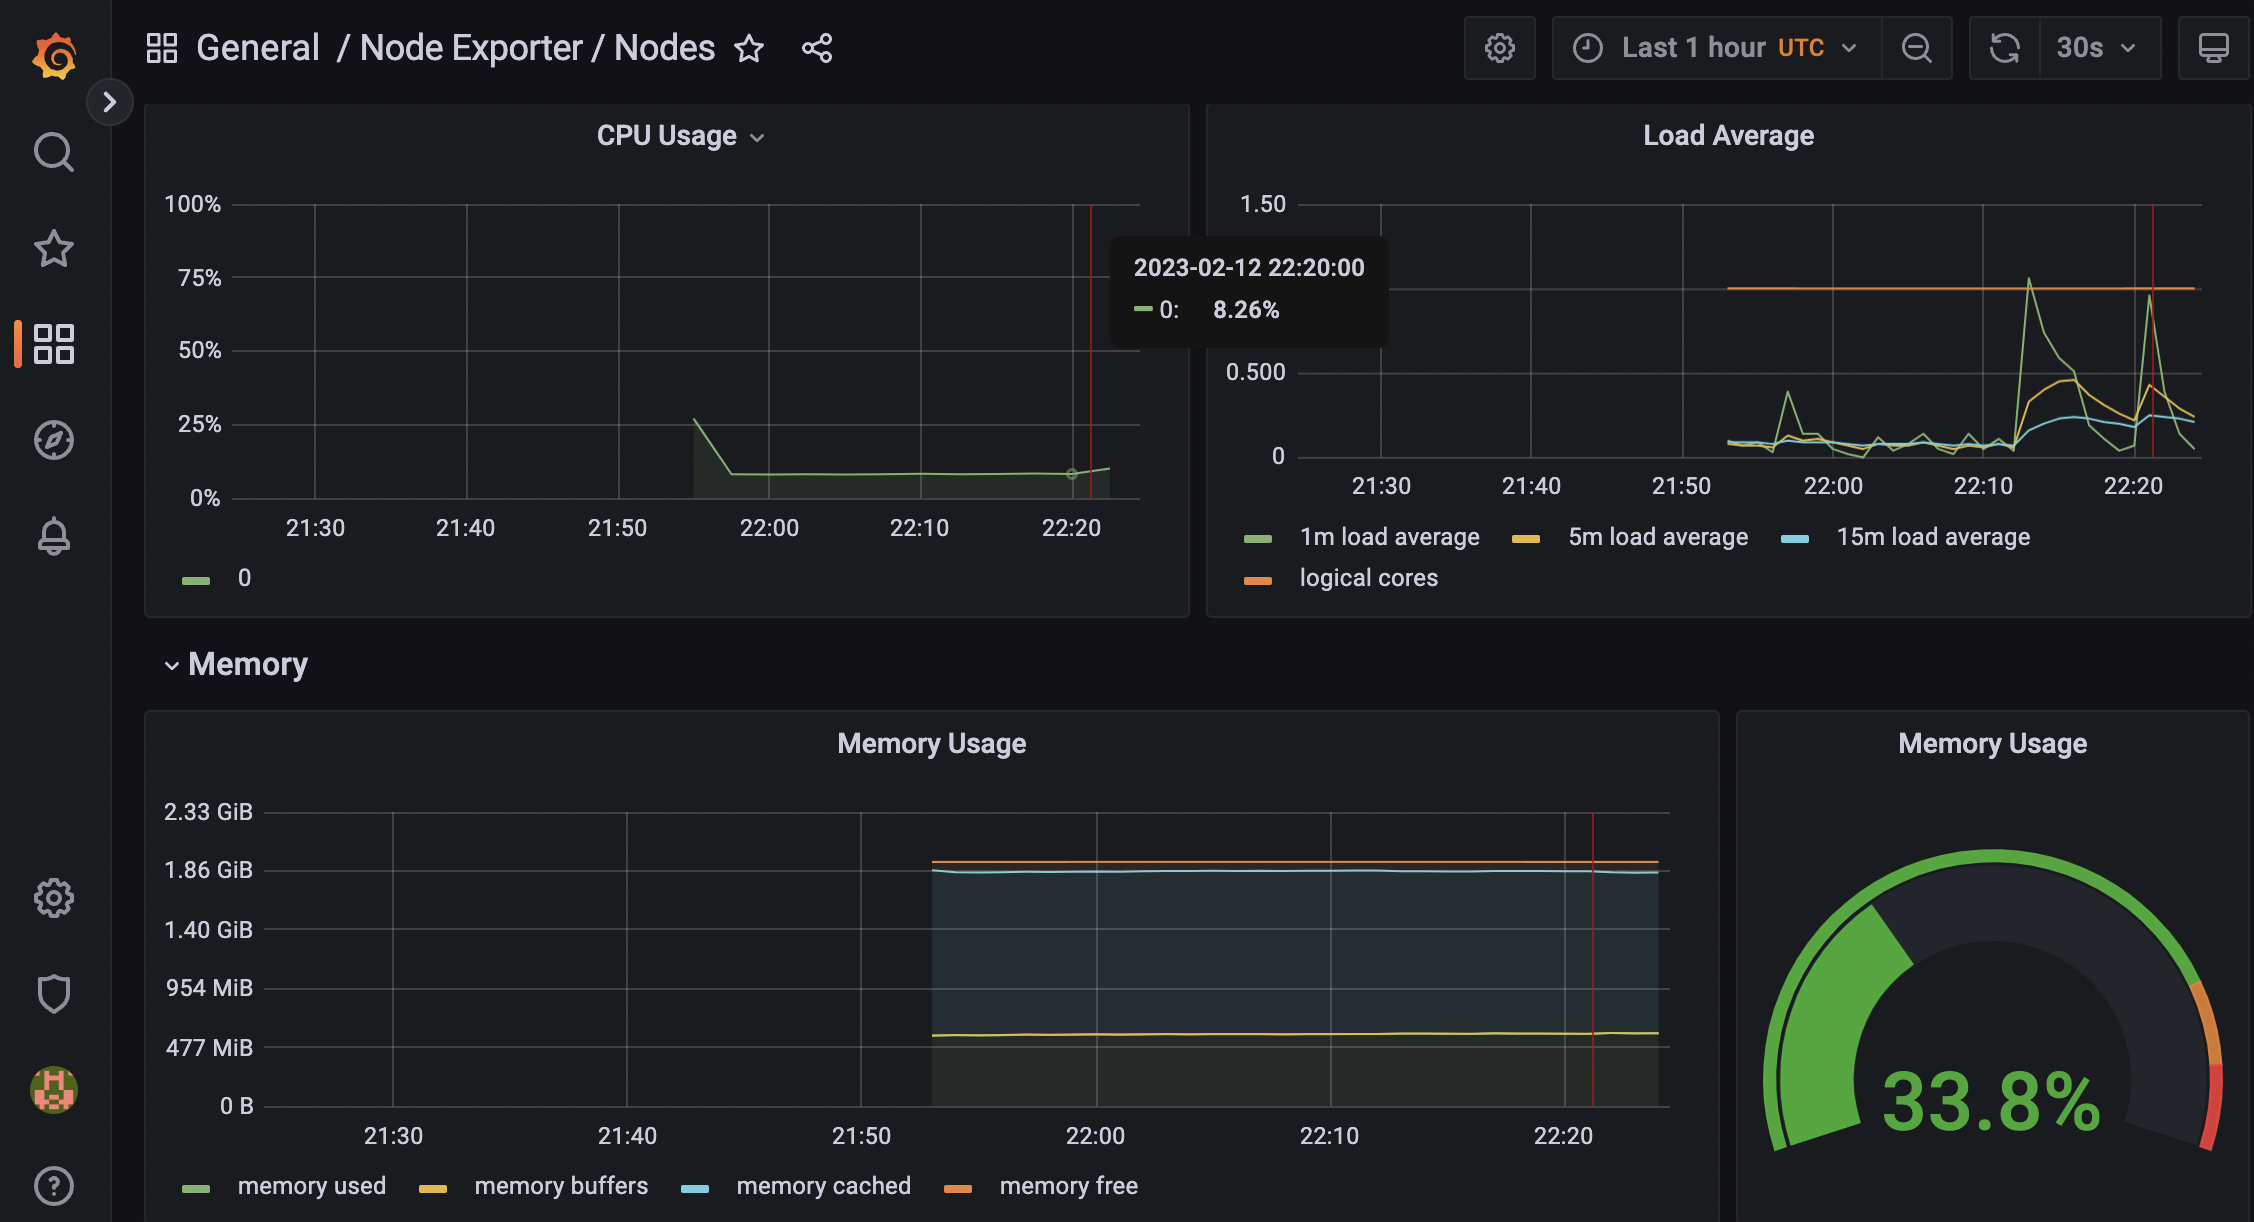 General / Node Exporter / Nodes
Last 1 hour UTC
30s
CPU Usage
100%
75%
50%
25%
0%
21:30 21:40 21:50 22:00 22:10 22:20
0
2023-02-12 22:20:00
0: 8.26%
Load Average
1.50
0.500
0
21:30 21:40 21:50 22:00 22:10 22:20
1m load average 5m load average 15m load average
logical cores
Memory
Memory Usage
2.33 GiB
1.86 GiB
1.40 GiB
954 MiB
477 MiB
0 B
21:30 21:40 21:50 22:00 22:10 22:20
memory used memory buffers memory cached memory free
Memory Usage
33.8%